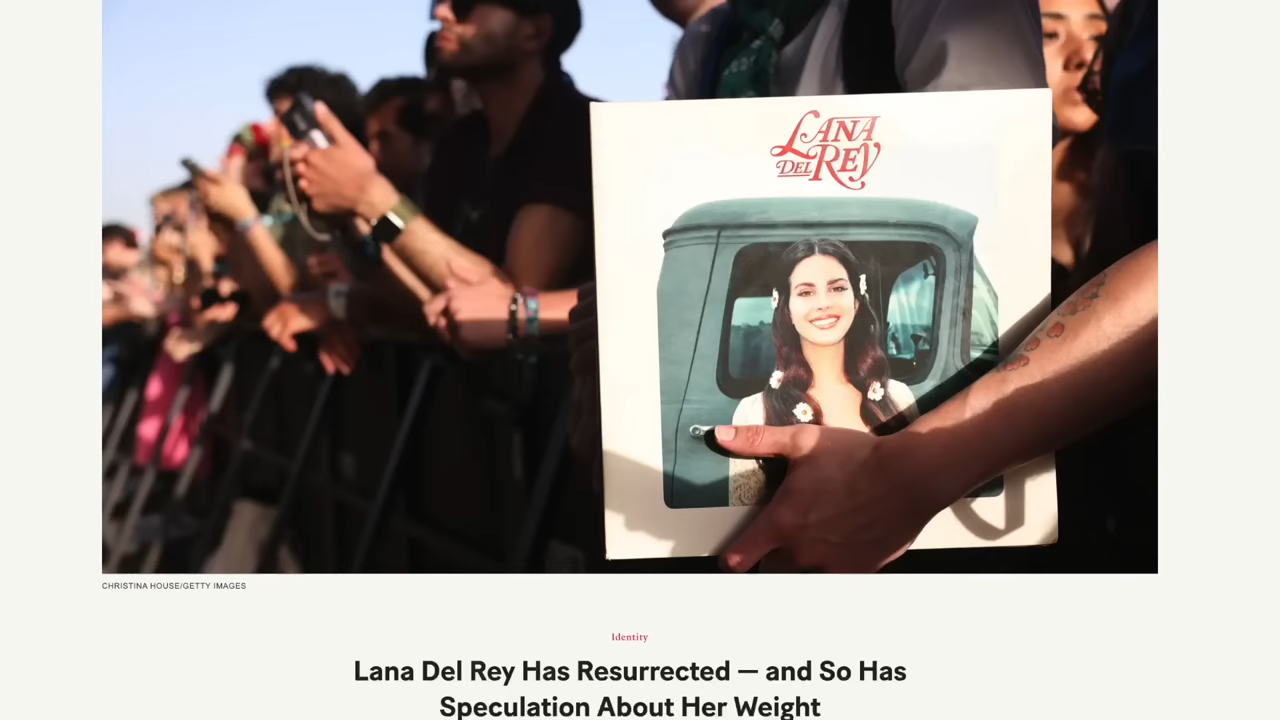 LANA
DEL REY
CHRISTINA HOUSE/GETTY IMAGES
Identity
Lana Del Rey Has Resurrected — and So Has
Speculation About Her Weight